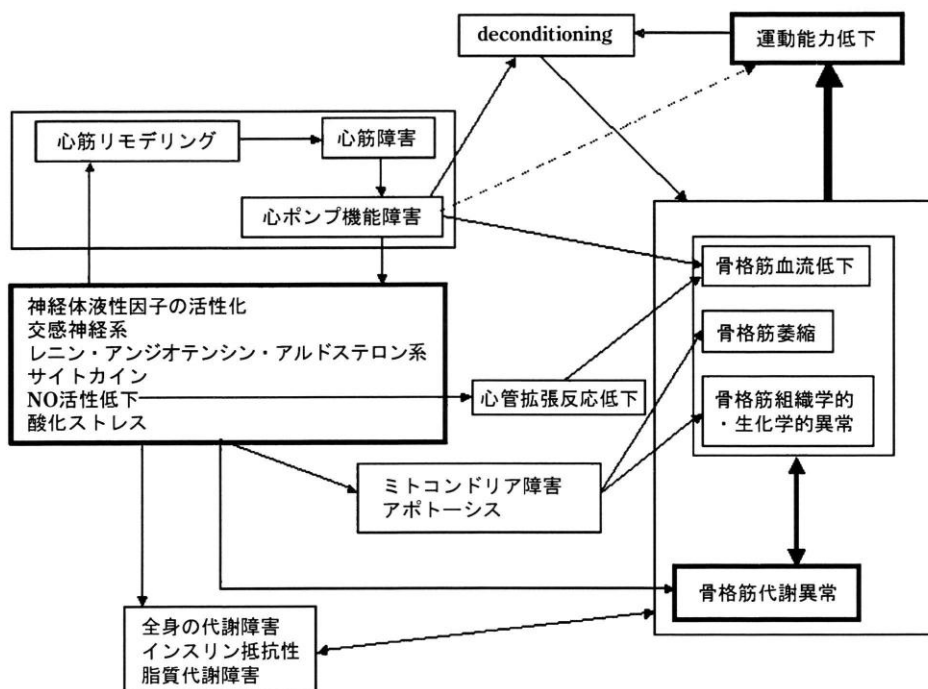 deconditioning
運動能力低下
心筋リモデリング
心筋障害
心ポンプ機能障害
骨格筋血流低下
神経体液性因子の活性化
交感神経系
レニン・アンジオテンシン・アルドステロン系
サイトカイン
NO活性低下
酸化ストレス
骨格筋萎縮
心管拡張反応低下
骨格筋組織学的
・生化学的異常
ミトコンドリア障害
アポトーシス
骨格筋代謝異常
全身の代謝障害
インスリン抵抗性
脂質代謝障害